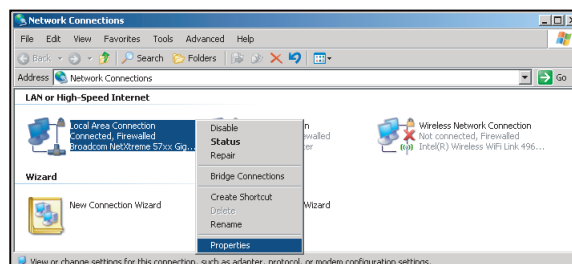 Network Connections
File Edit View Favorites Tools Advanced Help
Back Search Folders
Address Network Connections Go
LAN or High-Speed Internet
Local Area Connection
Connected, Firewalled
Broadcom NetXtreme 57xx Gig...
Disable
Status
Repair
Bridge Connections
Create Shortcut
Delete
Rename
Properties
Wireless Network Connection
Not connected, Firewalled
Intel(R) Wireless WiFi Link 496...
Wizard
New Connection Wizard
Wizard
View or change settings for this connection, such as adapter, protocol, or modem configuration settings.